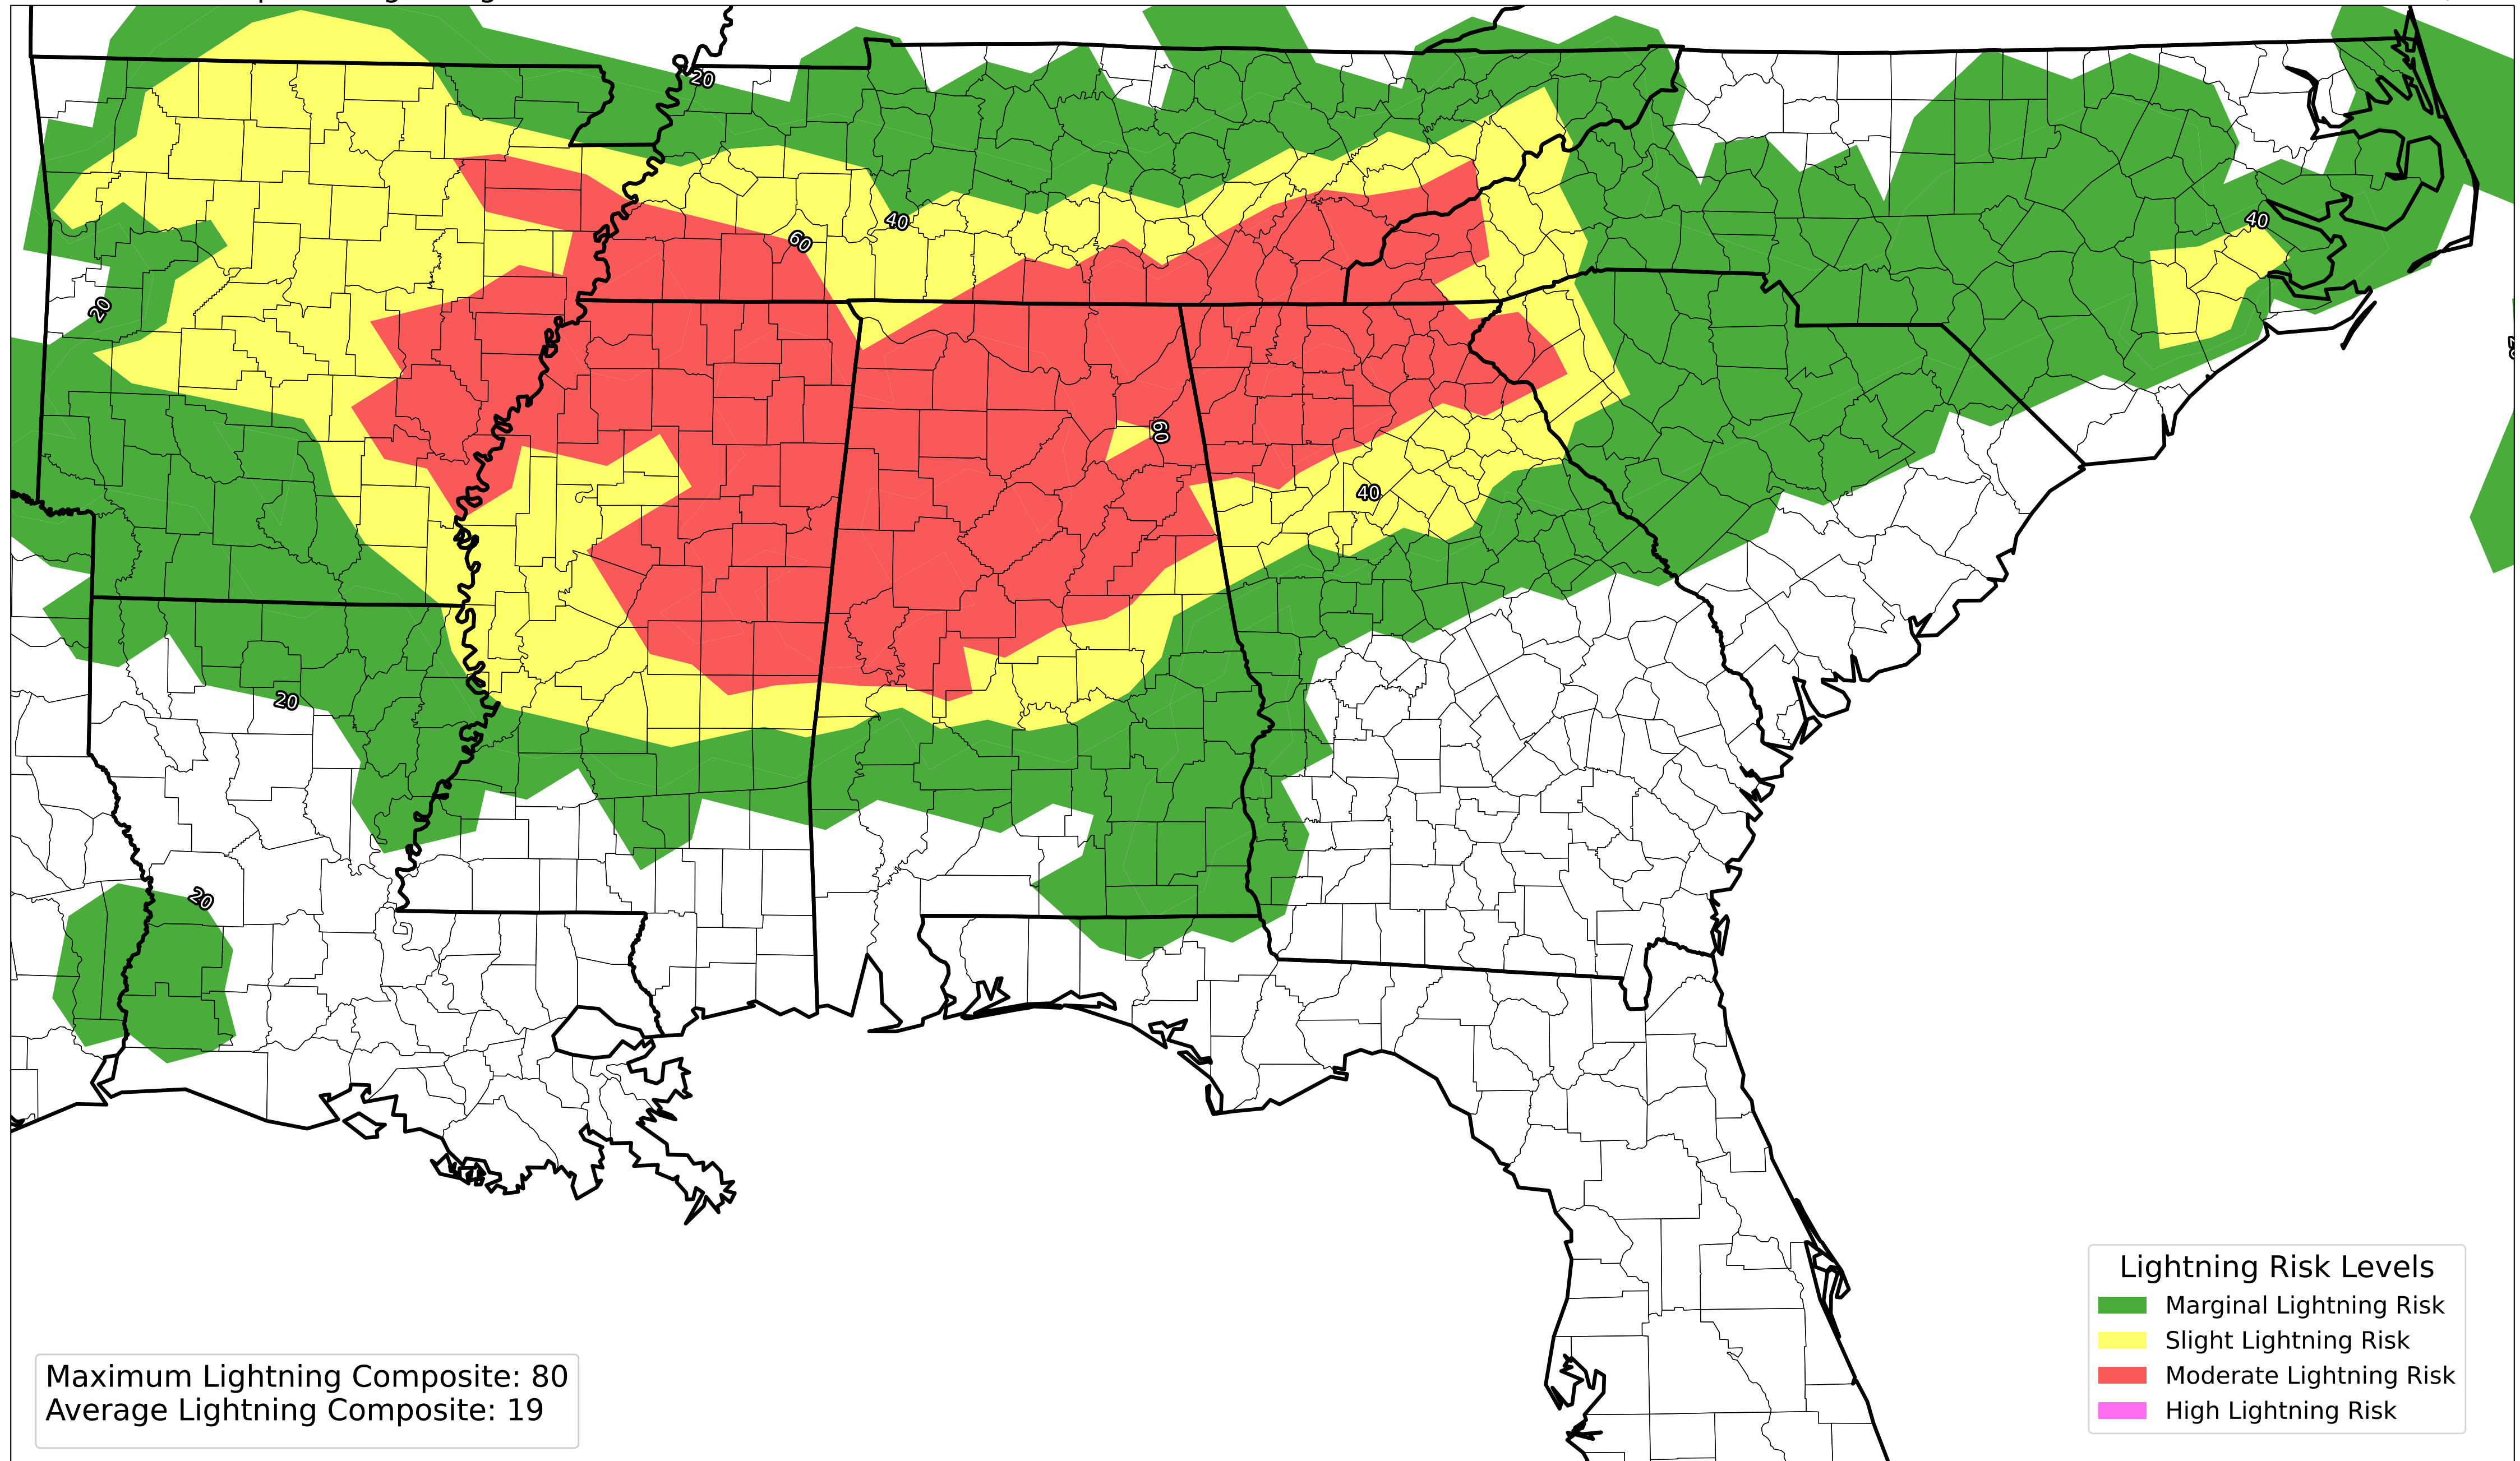 20
40
60
40
20
60
40
20
20
Lightning Risk Levels
Marginal Lightning Risk
Slight Lightning Risk
Moderate Lightning Risk
High Lightning Risk
Maximum Lightning Composite: 80
Average Lightning Composite: 19